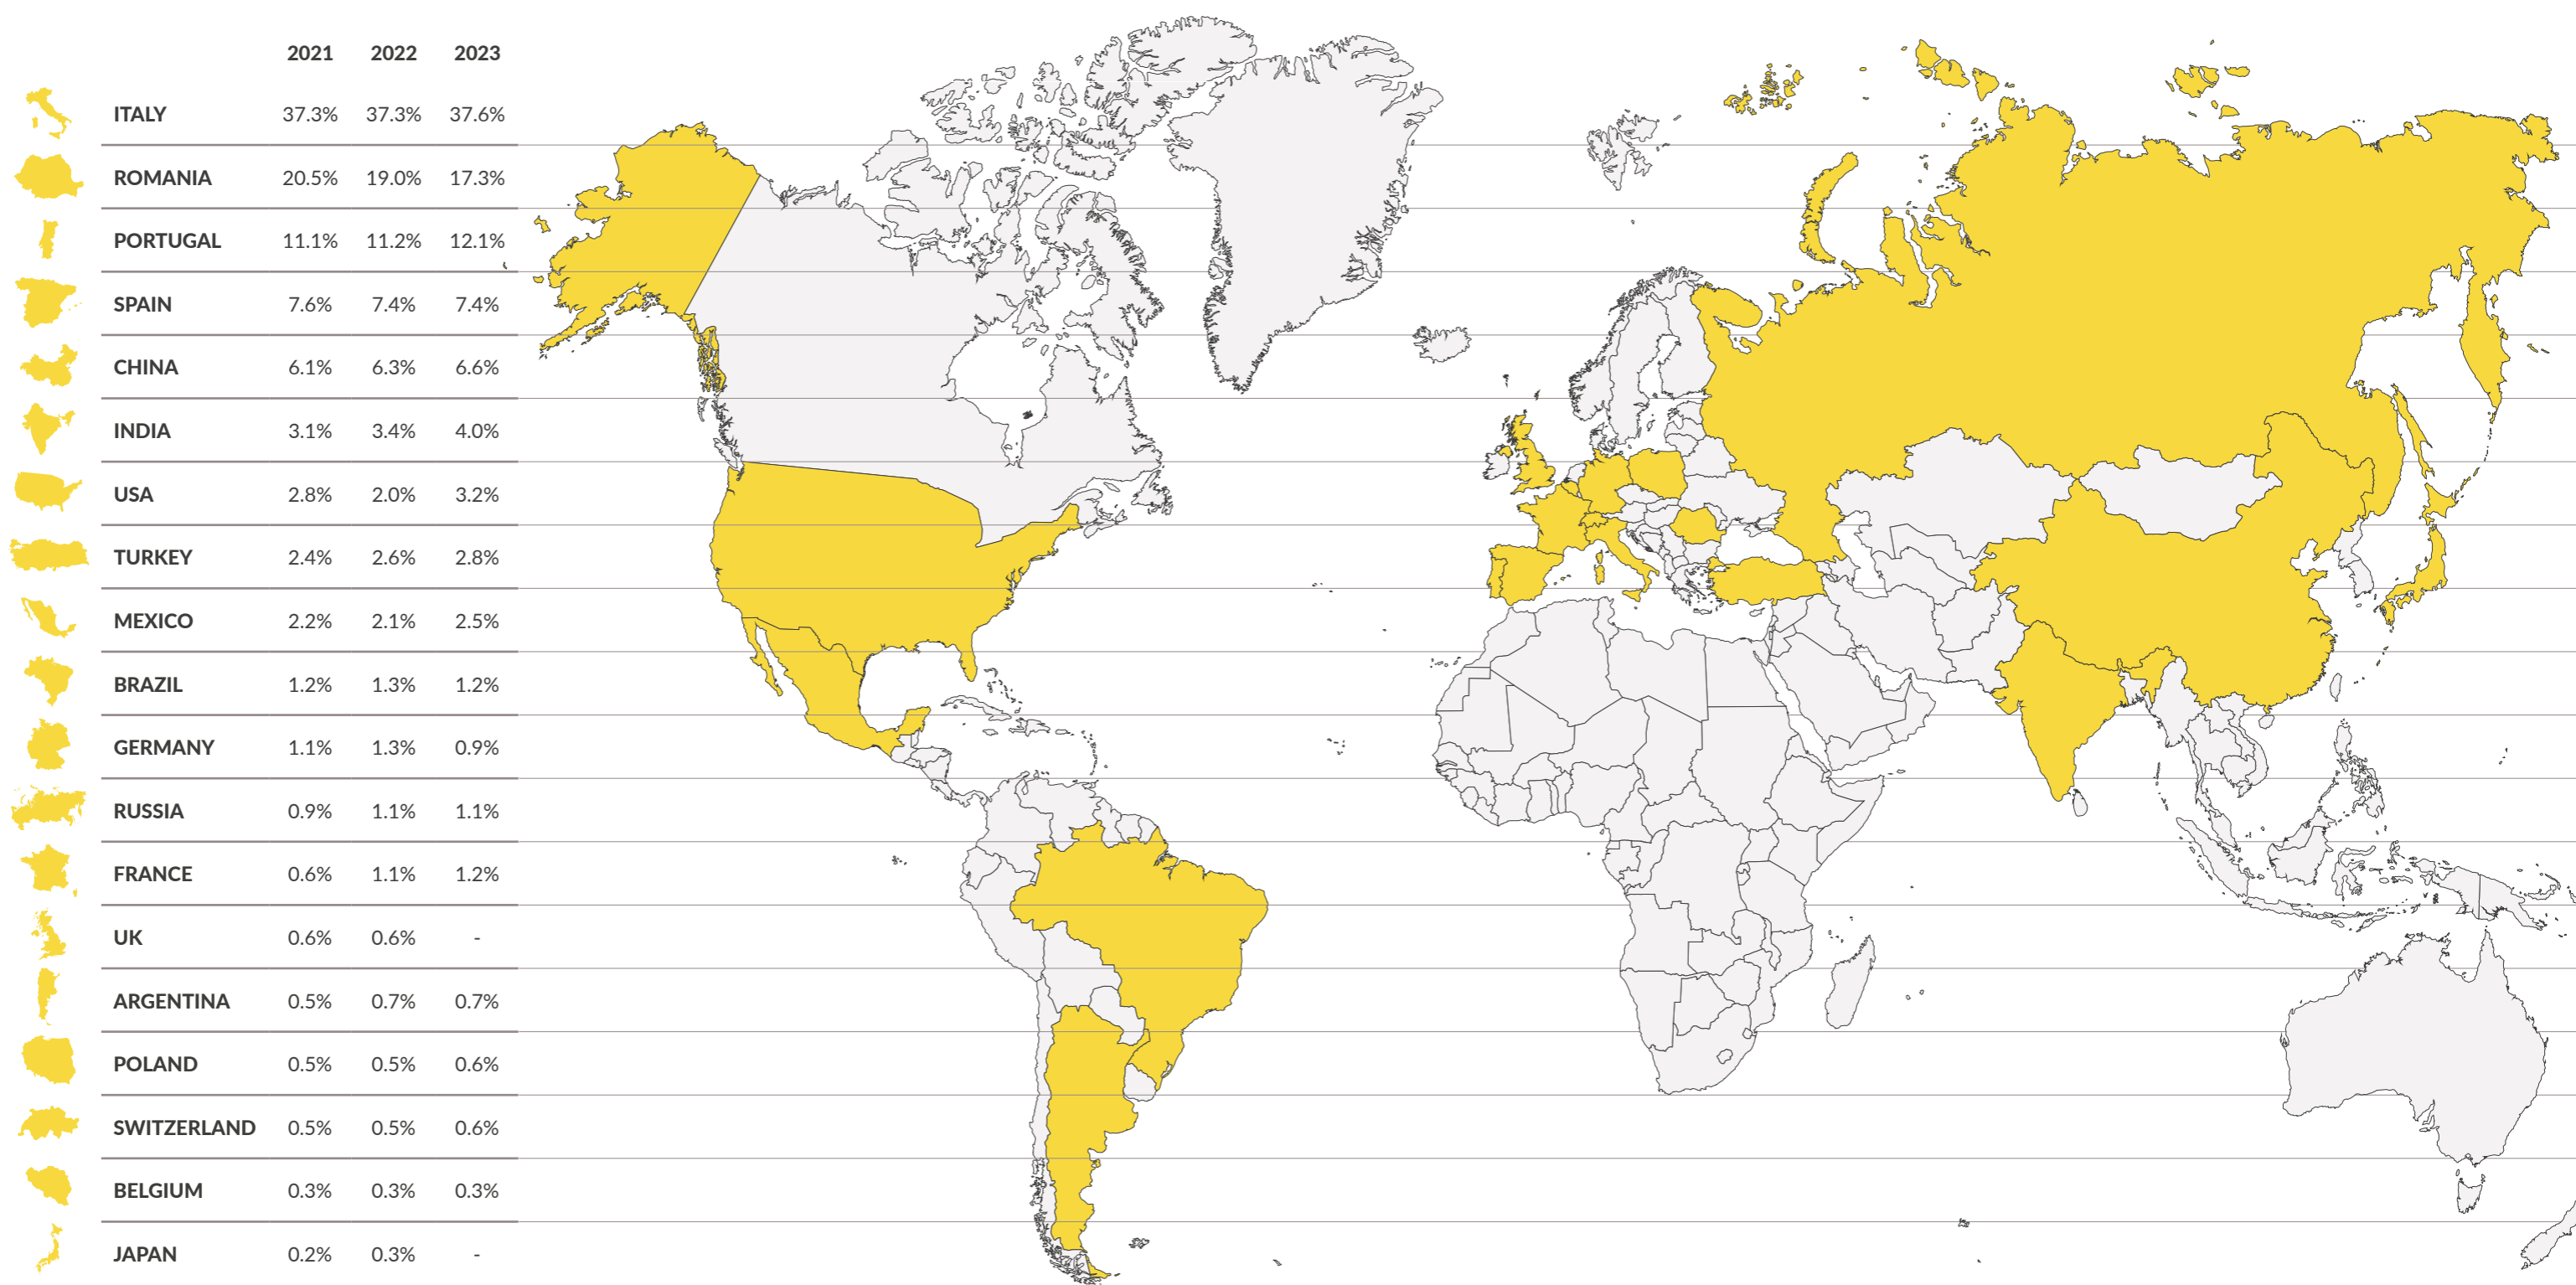 2021 2022 2023
ITALY 37.3% 37.3% 37.6%
ROMANIA 20.5% 19.0% 17.3%
PORTUGAL 11.1% 11.2% 12.1%
SPAIN 7.6% 7.4% 7.4%
CHINA 6.1% 6.3% 6.6%
INDIA 3.1% 3.4% 4.0%
USA 2.8% 2.0% 3.2%
TURKEY 2.4% 2.6% 2.8%
MEXICO 2.2% 2.1% 2.5%
BRAZIL 1.2% 1.3% 1.2%
GERMANY 1.1% 1.3% 0.9%
RUSSIA 0.9% 1.1% 1.1%
FRANCE 0.6% 1.1% 1.2%
UK 0.6% 0.6% -
ARGENTINA 0.5% 0.7% 0.7%
POLAND 0.5% 0.5% 0.6%
SWITZERLAND 0.5% 0.5% 0.6%
BELGIUM 0.3% 0.3% 0.3%
JAPAN 0.2% 0.3% -